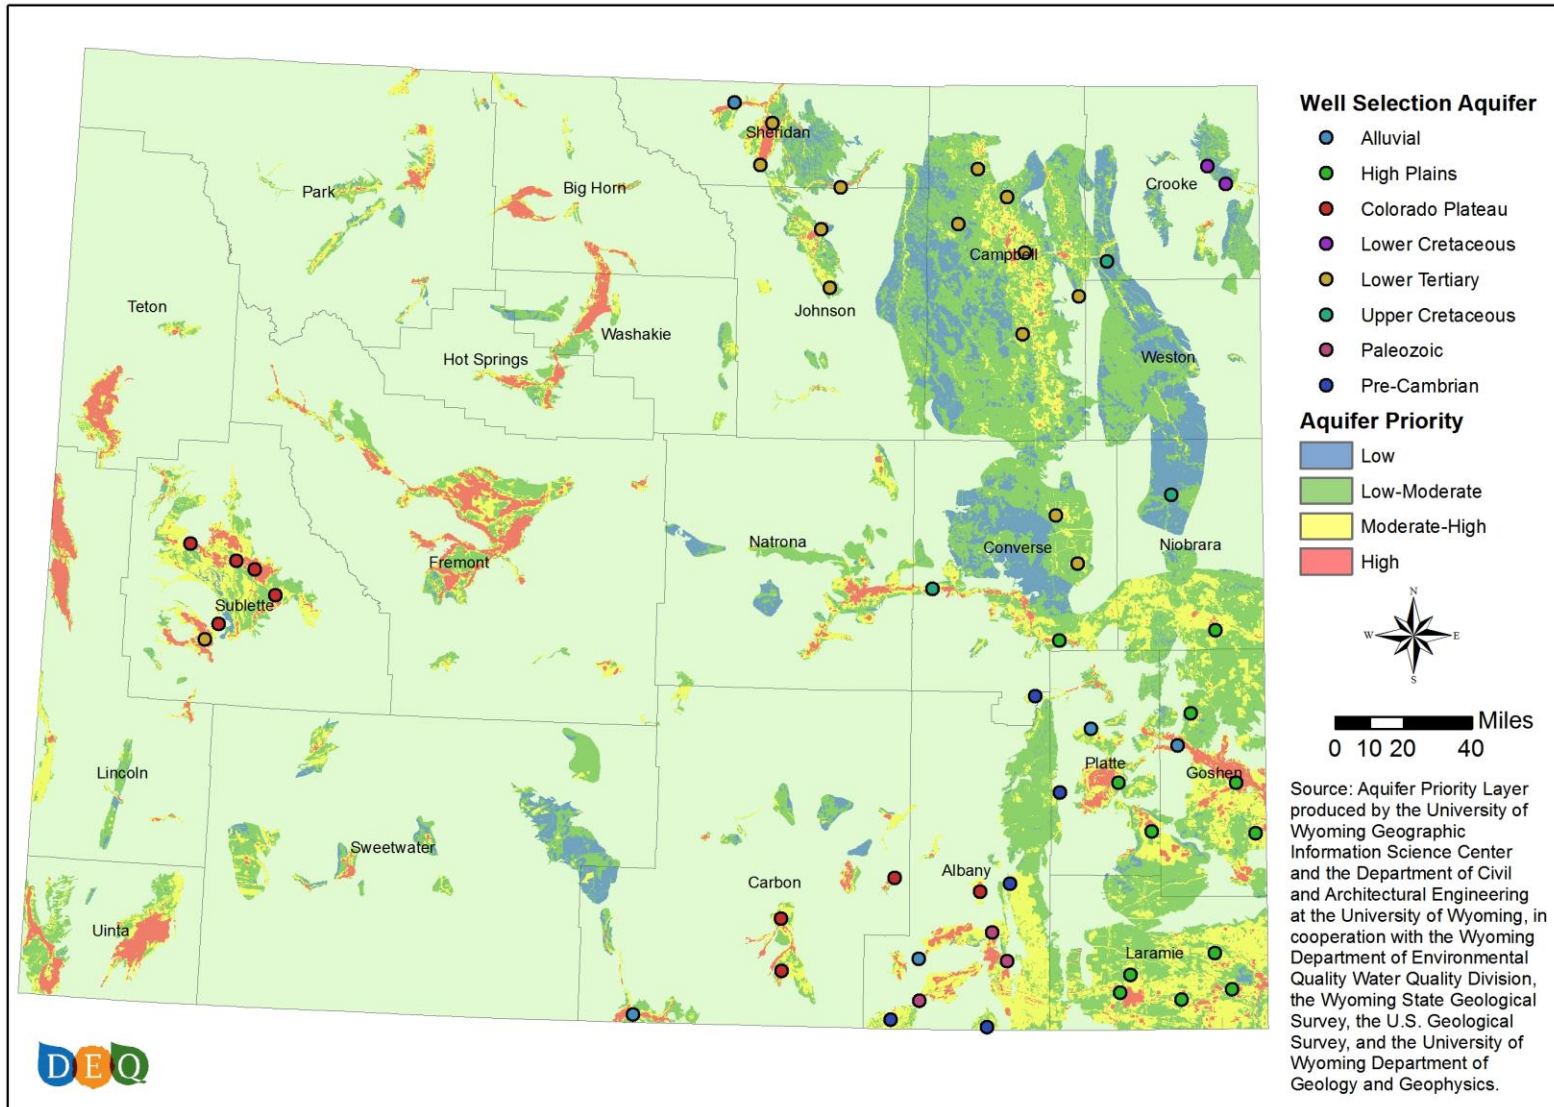 Well Selection Aquifer
Alluvial
High Plains
Colorado Plateau
Lower Cretaceous
Lower Tertiary
Upper Cretaceous
Paleozoic
Pre-Cambrian
Aquifer Priority
Low
Low-Moderate
Moderate-High
High
N
W E
S
Miles
0 10 20 40
Source: Aquifer Priority Layer
produced by the University of
Wyoming Geographic
Information Science Center
and the Department of Civil
and Architectural Engineering
at the University of Wyoming, in
cooperation with the Wyoming
Department of Environmental
Quality Water Quality Division,
the Wyoming State Geological
Survey, the U.S. Geological
Survey, and the University of
Wyoming Department of
Geology and Geophysics.
Sheridan
Park
Big Horn
Crooke
Campbell
Teton
Johnson
Washakie
Hot Springs
Weston
Natrona
Converse
Niobrara
Fremont
Sublette
Lincoln
Platte
Goshen
Sweetwater
Carbon
Albany
Uinta
Laramie
DEQ